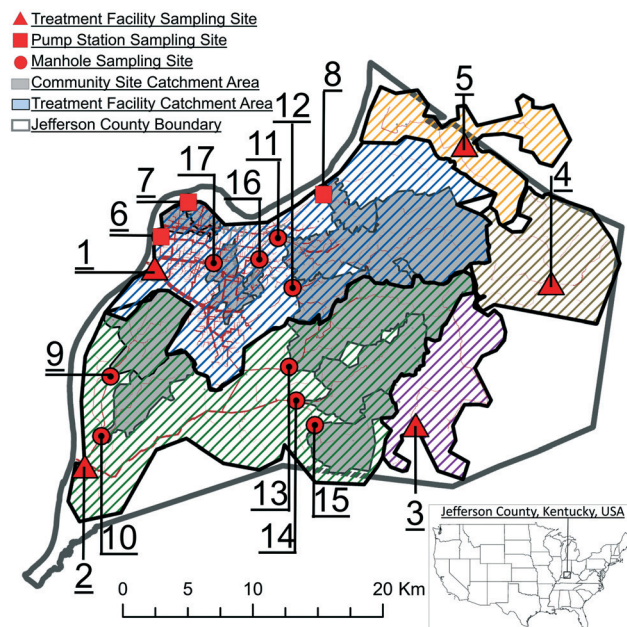 Treatment Facility Sampling Site
Pump Station Sampling Site
Manhole Sampling Site
Community Site Catchment Area
Treatment Facility Catchment Area
Jefferson County Boundary
8
5
12
11
4
16
17
7
6
1
9
13
14
15
3
10
2
Jefferson County, Kentucky, USA
0 5 10 20 Km